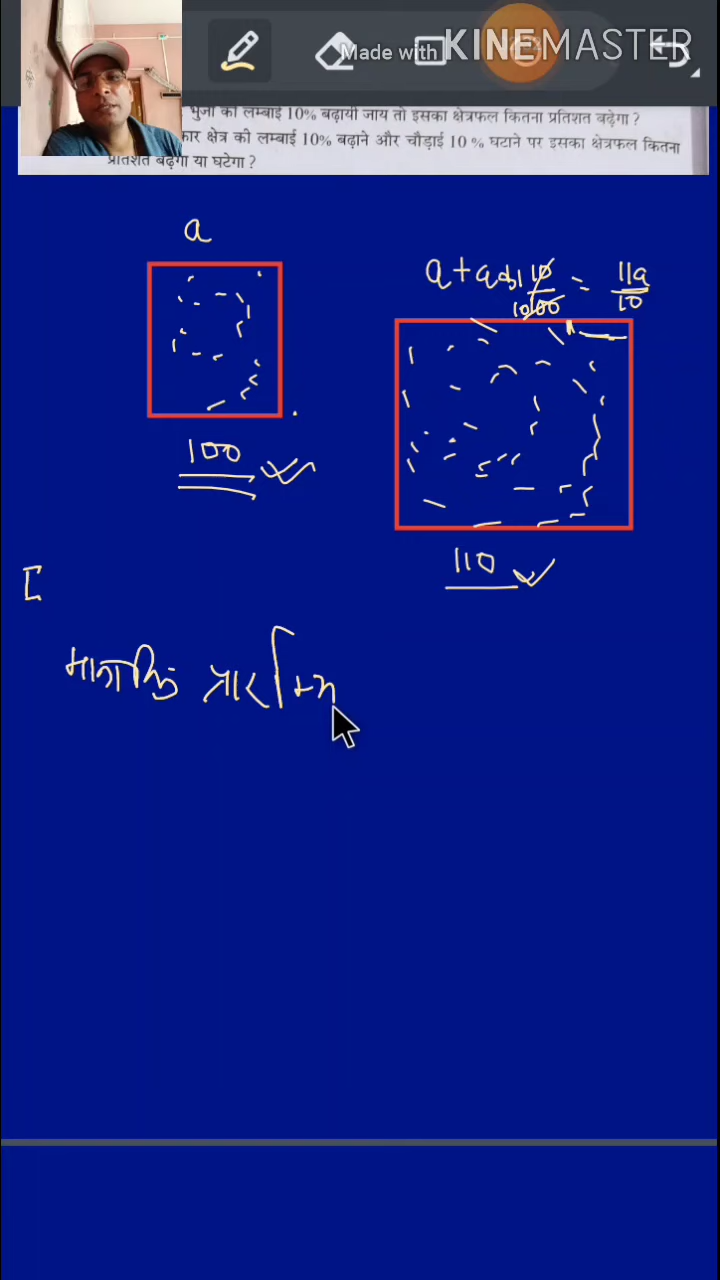 Made with KINEMASTER
भुजा की लम्बाई 10% बढ़ायी जाय तो इसका क्षेत्रफल कितना प्रतिशत बढ़ेगा ?
कार क्षेत्र की लम्बाई 10% बढ़ाने और चौड़ाई 10 % घटाने पर इसका क्षेत्रफल कितना
प्रतिशत बढ़ेगा या घटेगा ?
a
a + a का 10/100 = 11a/10
100
110
[
माना कि प्रारम्भि